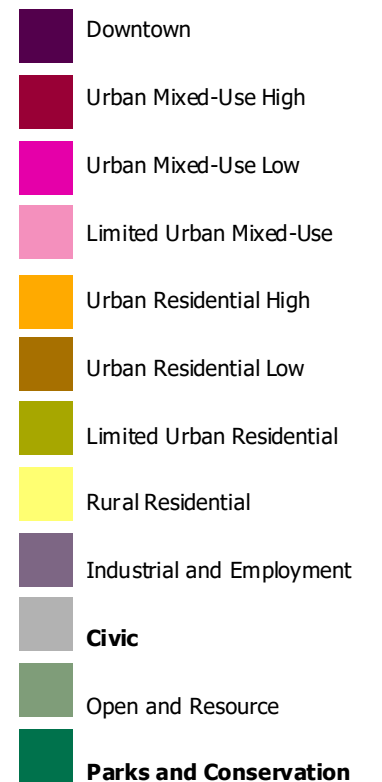 Downtown
Urban Mixed-Use High
Urban Mixed-Use Low
Limited Urban Mixed-Use
Urban Residential High
Urban Residential Low
Limited Urban Residential
Rural Residential
Industrial and Employment
Civic
Open and Resource
Parks and Conservation